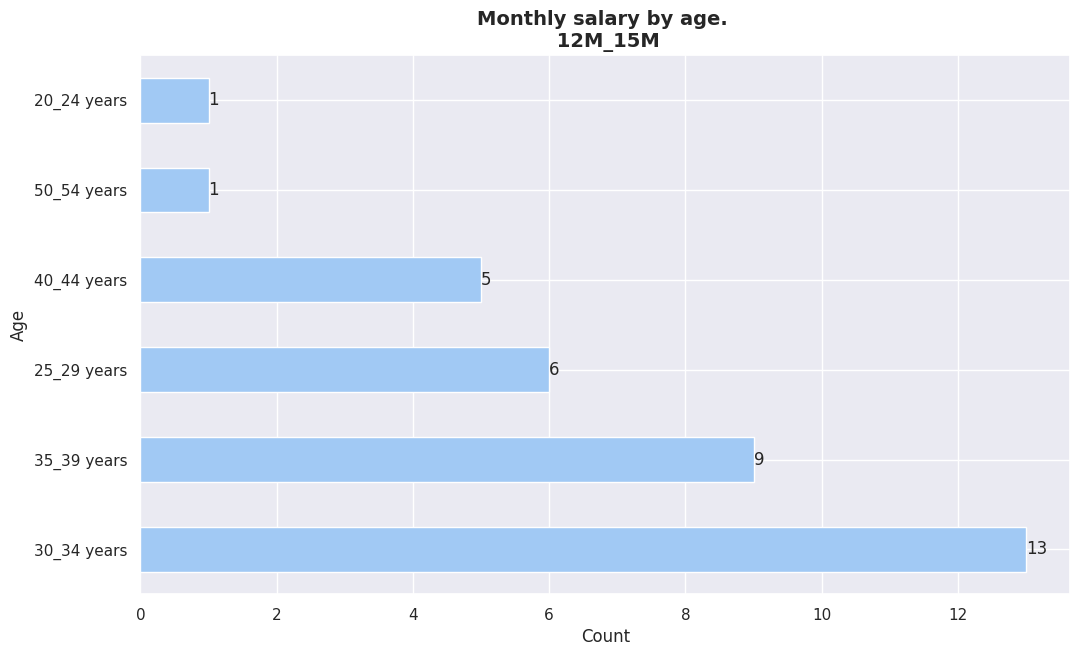 Monthly salary by age.
12M_15M
20_24 years
1
50_54 years
1
40_44 years
5
25_29 years
6
35_39 years
9
30_34 years
13
Age
0 2 4 6 8 10 12
Count